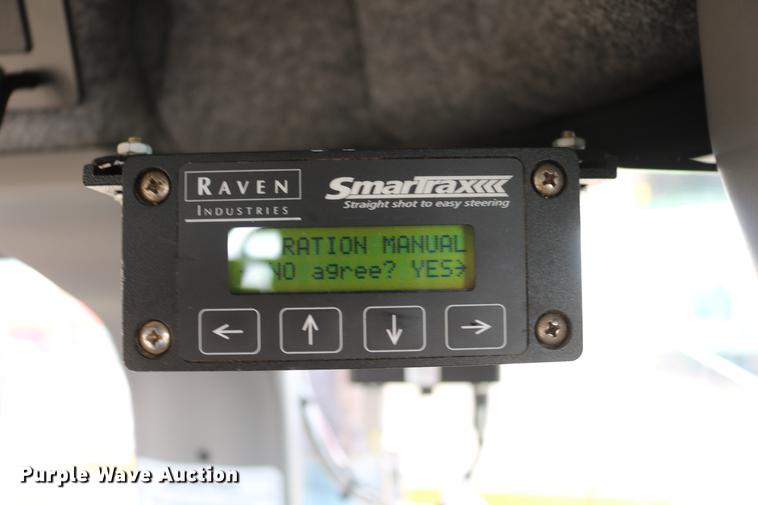 RAVEN
INDUSTRIES
SmarTrax
Straight shot to easy steering
RATION MANUAL
NO agree? YES→
← ↑ ↓ →
Purple Wave Auction